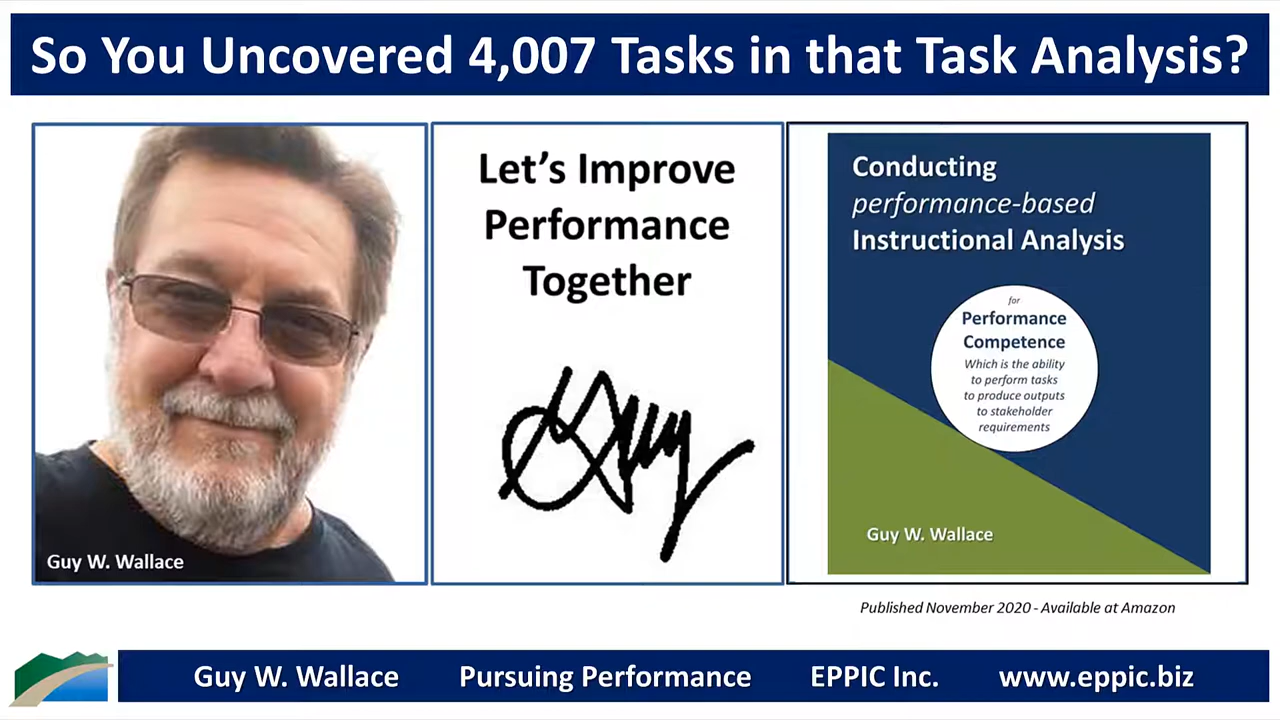 So You Uncovered 4,007 Tasks in that Task Analysis?
Guy W. Wallace
Let's Improve
Performance
Together
Guy
Conducting
performance-based
Instructional Analysis
for
Performance
Competence
Which is the ability
to perform tasks
to produce outputs
to stakeholder
requirements
Guy W. Wallace
Published November 2020 - Available at Amazon
Guy W. Wallace Pursuing Performance EPPIC Inc. www.eppic.biz